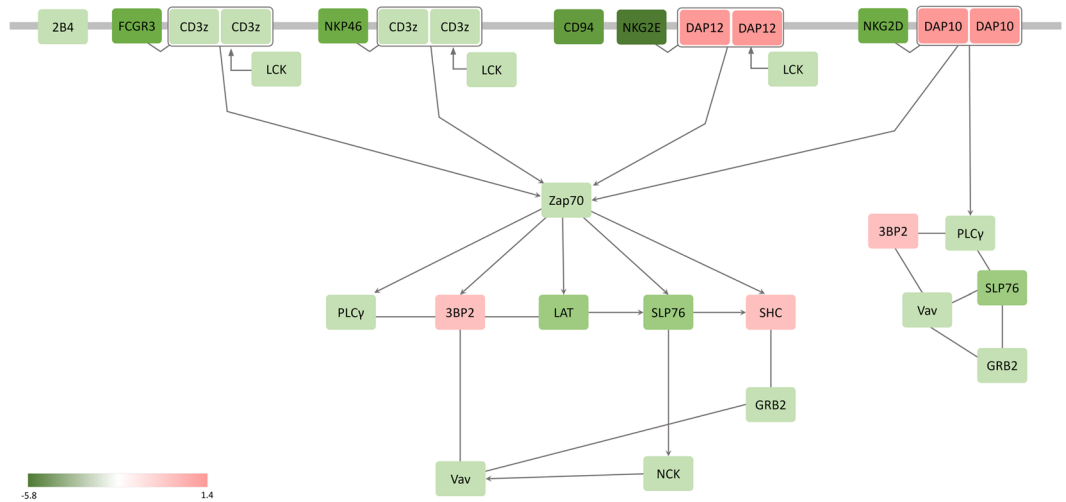 2B4
FCGR3
CD3z
CD3z
NKP46
CD3z
CD3z
CD94
NKG2E
DAP12
DAP12
NKG2D
DAP10
DAP10
LCK
LCK
LCK
Zap70
3BP2
PLCγ
SLP76
PLCγ
3BP2
LAT
SLP76
SHC
Vav
GRB2
GRB2
Vav
NCK
-5.8
1.4